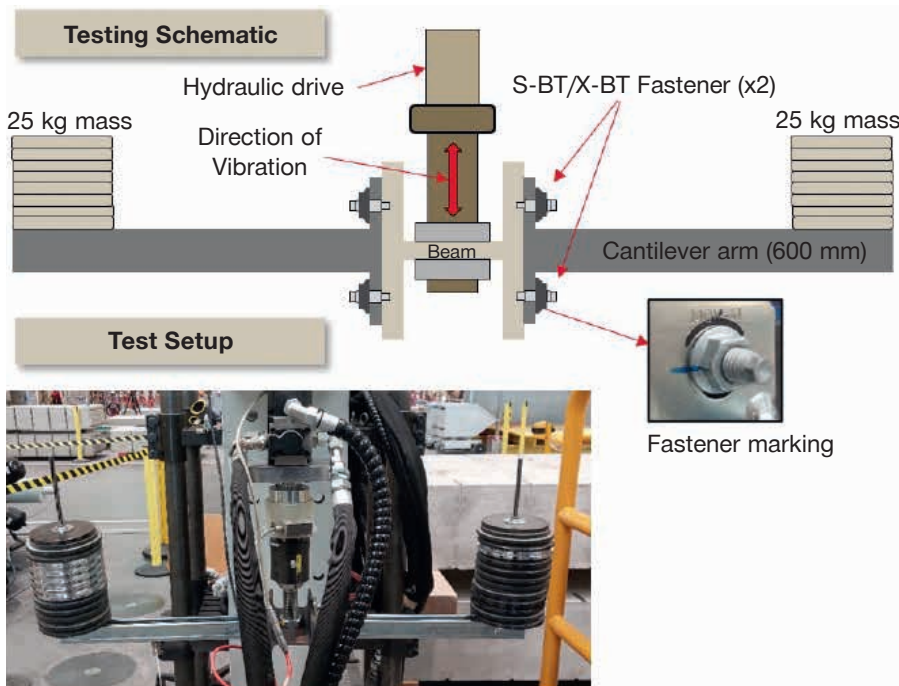 Testing Schematic
Hydraulic drive
S-BT/X-BT Fastener (x2)
25 kg mass
25 kg mass
Direction of
Vibration
Beam
Cantilever arm (600 mm)
Test Setup
Fastener marking